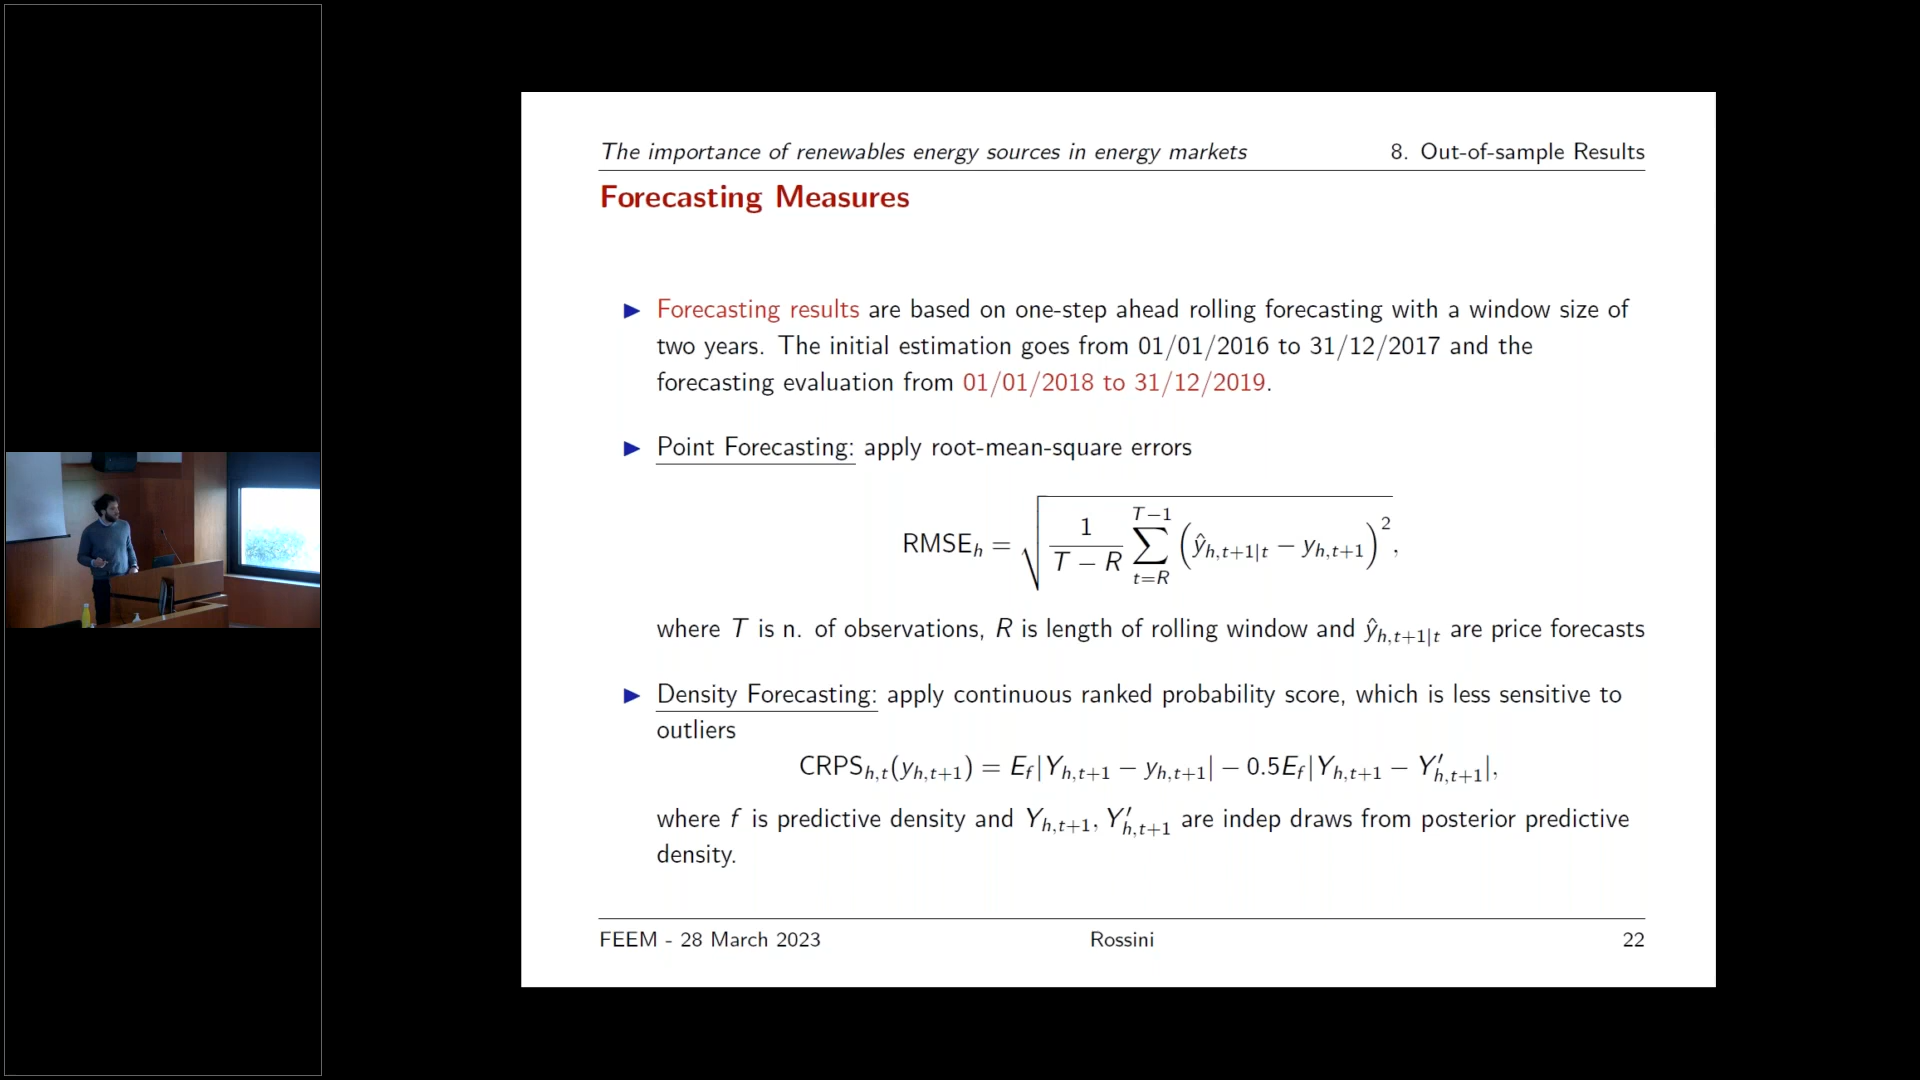 The importance of renewables energy sources in energy markets 8. Out-of-sample Results
Forecasting Measures
▶ Forecasting results are based on one-step ahead rolling forecasting with a window size of
two years. The initial estimation goes from 01/01/2016 to 31/12/2017 and the
forecasting evaluation from 01/01/2018 to 31/12/2019.
▶ Point Forecasting: apply root-mean-square errors
RMSE_h = √( 1/(T − R) ∑_{t=R}^{T−1} (ŷ_{h,t+1|t} − y_{h,t+1})² ),
where T is n. of observations, R is length of rolling window and ŷ_{h,t+1|t} are price forecasts
▶ Density Forecasting: apply continuous ranked probability score, which is less sensitive to
outliers
CRPS_{h,t}(y_{h,t+1}) = E_f|Y_{h,t+1} − y_{h,t+1}| − 0.5E_f|Y_{h,t+1} − Y′_{h,t+1}|,
where f is predictive density and Y_{h,t+1}, Y′_{h,t+1} are indep draws from posterior predictive
density.
FEEM - 28 March 2023 Rossini 22